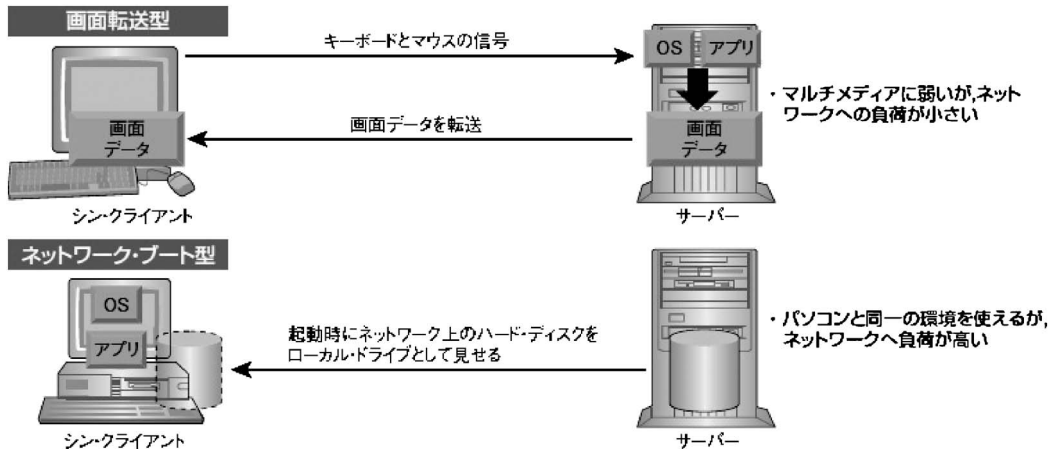 画面転送型
キーボードとマウスの信号
OS
アプリ
画面
データ
画面データを転送
画面
データ
・マルチメディアに弱いが,ネット
ワークへの負荷が小さい
シン・クライアント
サーバー
ネットワーク・ブート型
OS
アプリ
起動時にネットワーク上のハード・ディスクを
ローカル・ドライブとして見せる
・パソコンと同一の環境を使えるが,
ネットワークへ負荷が高い
シン・クライアント
サーバー